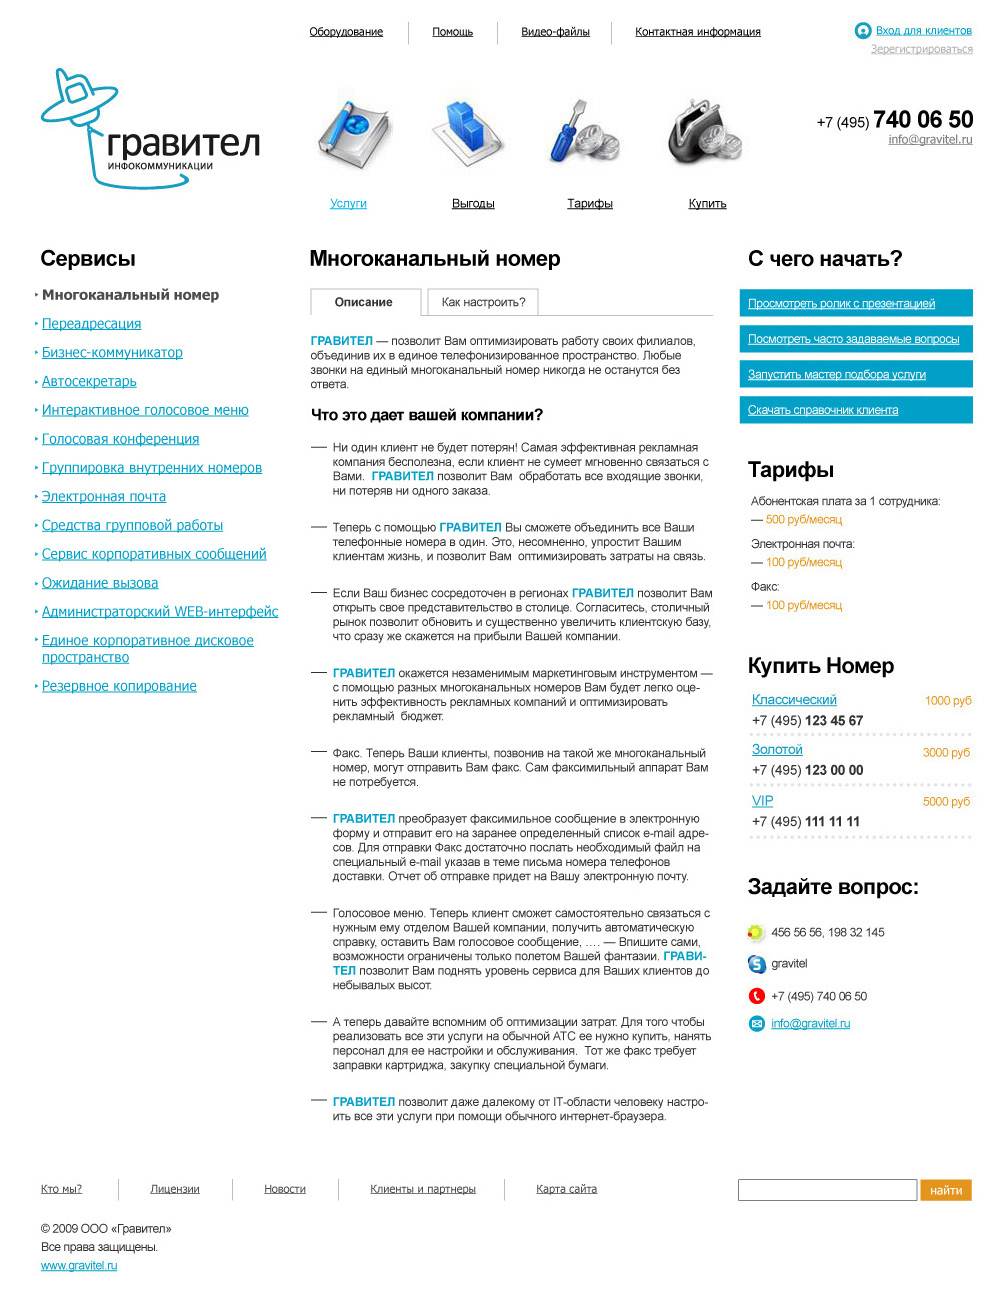 Оборудование
Помощь
Видео-файлы
Контактная информация
Вход для клиентов
Зерегистрироваться
гравител
ИНФОКОММУНИКАЦИИ
+7 (495) 740 06 50
info@gravitel.ru
Услуги
Выгоды
Тарифы
Купить
Сервисы
Многоканальный номер
Переадресация
Бизнес-коммуникатор
Автосекретарь
Интерактивное голосовое меню
Голосовая конференция
Группировка внутренних номеров
Электронная почта
Средства групповой работы
Сервис корпоративных сообщений
Ожидание вызова
Администраторский WEB-интерфейс
Единое корпоративное дисковое
пространство
Резервное копирование
Многоканальный номер
Описание
Как настроить?
ГРАВИТЕЛ — позволит Вам оптимизировать работу своих филиалов,
объединив их в единое телефонизированное пространство. Любые
звонки на единый многоканальный номер никогда не останутся без
ответа.
Что это дает вашей компании?
— Ни один клиент не будет потерян! Самая эффективная рекламная
компания бесполезна, если клиент не сумеет мгновенно связаться с
Вами. ГРАВИТЕЛ позволит Вам обработать все входящие звонки,
ни потеряв ни одного заказа.
— Теперь с помощью ГРАВИТЕЛ Вы сможете объединить все Ваши
телефонные номера в один. Это, несомненно, упростит Вашим
клиентам жизнь, и позволит Вам оптимизировать затраты на связь.
— Если Ваш бизнес сосредоточен в регионах ГРАВИТЕЛ позволит Вам
открыть свое представительство в столице. Согласитесь, столичный
рынок позволит обновить и существенно увеличить клиентскую базу,
что сразу же скажется на прибыли Вашей компании.
— ГРАВИТЕЛ окажется незаменимым маркетинговым инструментом —
с помощью разных многоканальных номеров Вам будет легко оце-
нить эффективность рекламных компаний и оптимизировать
рекламный бюджет.
— Факс. Теперь Ваши клиенты, позвонив на такой же многоканальный
номер, могут отправить Вам факс. Сам факсимильный аппарат Вам
не потребуется.
— ГРАВИТЕЛ преобразует факсимильное сообщение в электронную
форму и отправит его на заранее определенный список e-mail адре-
сов. Для отправки Факс достаточно послать необходимый файл на
специальный e-mail указав в теме письма номера телефонов
доставки. Отчет об отправке придет на Вашу электронную почту.
— Голосовое меню. Теперь клиент сможет самостоятельно связаться с
нужным ему отделом Вашей компании, получить автоматическую
справку, оставить Вам голосовое сообщение, …. — Впишите сами,
возможности ограничены только полетом Вашей фантазии. ГРАВИ-
ТЕЛ позволит Вам поднять уровень сервиса для Ваших клиентов до
небывалых высот.
— А теперь давайте вспомним об оптимизации затрат. Для того чтобы
реализовать все эти услуги на обычной АТС ее нужно купить, нанять
персонал для ее настройки и обслуживания. Тот же факс требует
заправки картриджа, закупку специальной бумаги.
— ГРАВИТЕЛ позволит даже далекому от IT-области человеку настро-
ить все эти услуги при помощи обычного интернет-браузера.
С чего начать?
Просмотреть ролик с презентацией
Посмотреть часто задаваемые вопросы
Запустить мастер подбора услуги
Скачать справочник клиента
Тарифы
Абонентская плата за 1 сотрудника:
— 500 руб/месяц
Электронная почта:
— 100 руб/месяц
Факс:
— 100 руб/месяц
Купить Номер
Классический 1000 руб
+7 (495) 123 45 67
Золотой 3000 руб
+7 (495) 123 00 00
VIP 5000 руб
+7 (495) 111 11 11
Задайте вопрос:
456 56 56, 198 32 145
gravitel
+7 (495) 740 06 50
info@gravitel.ru
Кто мы?
Лицензии
Новости
Клиенты и партнеры
Карта сайта
найти
© 2009 ООО «Гравител»
Все права защищены.
www.gravitel.ru